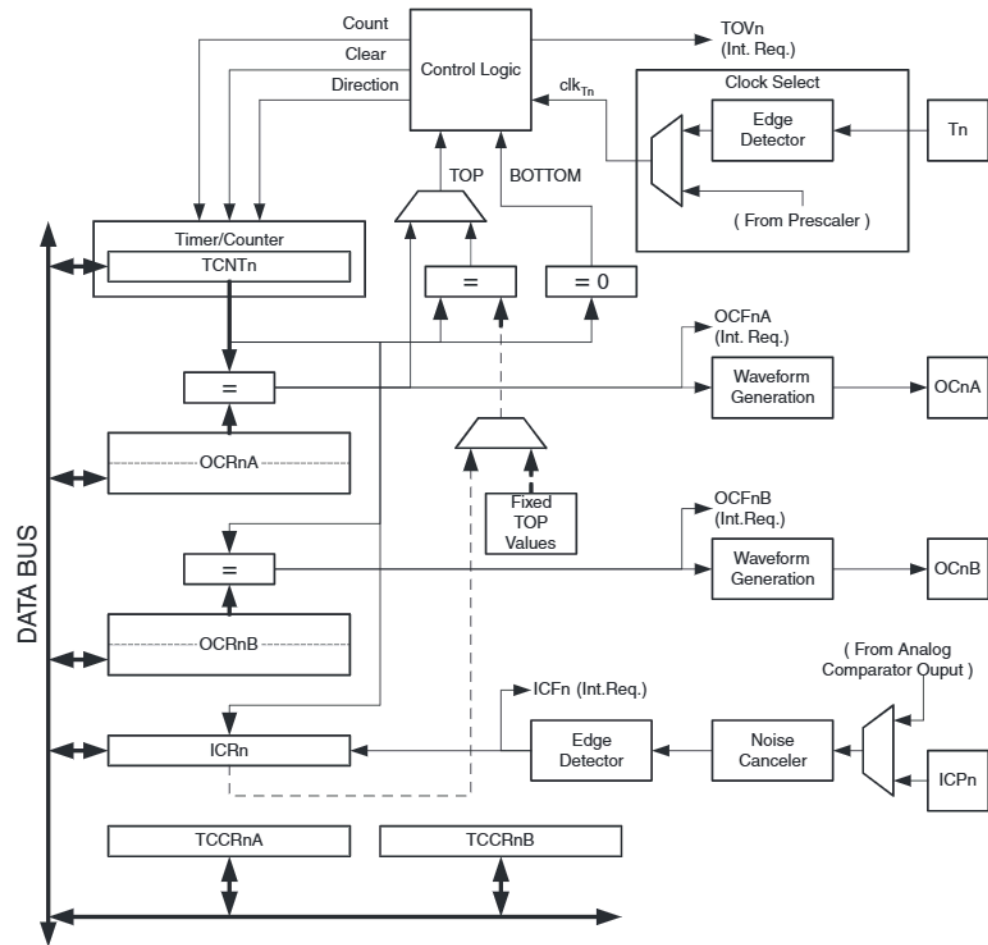 Count
Clear
Direction
Control Logic
TOVn
(Int. Req.)
clkTn
Clock Select
Edge
Detector
Tn
( From Prescaler )
TOP
BOTTOM
Timer/Counter
TCNTn
=
= 0
OCFnA
(Int. Req.)
=
Waveform
Generation
OCnA
OCRnA
Fixed
TOP
Values
OCFnB
(Int.Req.)
=
Waveform
Generation
OCnB
OCRnB
DATA BUS
( From Analog
Comparator Ouput )
ICFn (Int.Req.)
ICRn
Edge
Detector
Noise
Canceler
ICPn
TCCRnA
TCCRnB